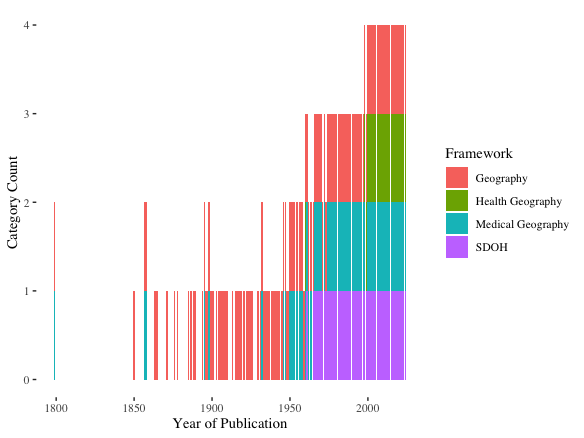 4
3
2
1
0
Category Count
1800
1850
1900
1950
2000
Year of Publication
Framework
Geography
Health Geography
Medical Geography
SDOH